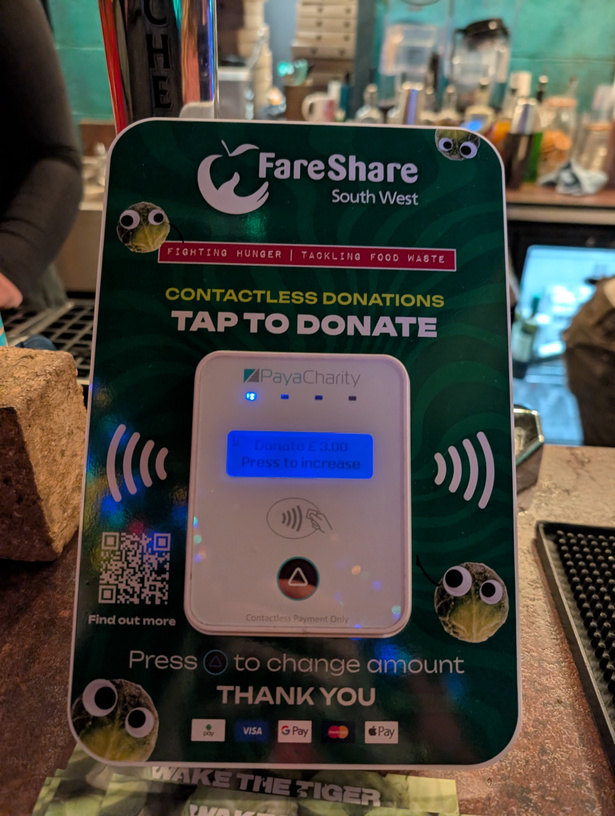 CHE
FareShare
South West
FIGHTING HUNGER | TACKLING FOOD WASTE
CONTACTLESS DONATIONS
TAP TO DONATE
PayaCharity
Donate £ 3.00
Press to increase
Find out more
Contactless Payment Only
Press to change amount
THANK YOU
pay VISA G Pay mastercard Pay
WAKE THE TIGER
WAKE